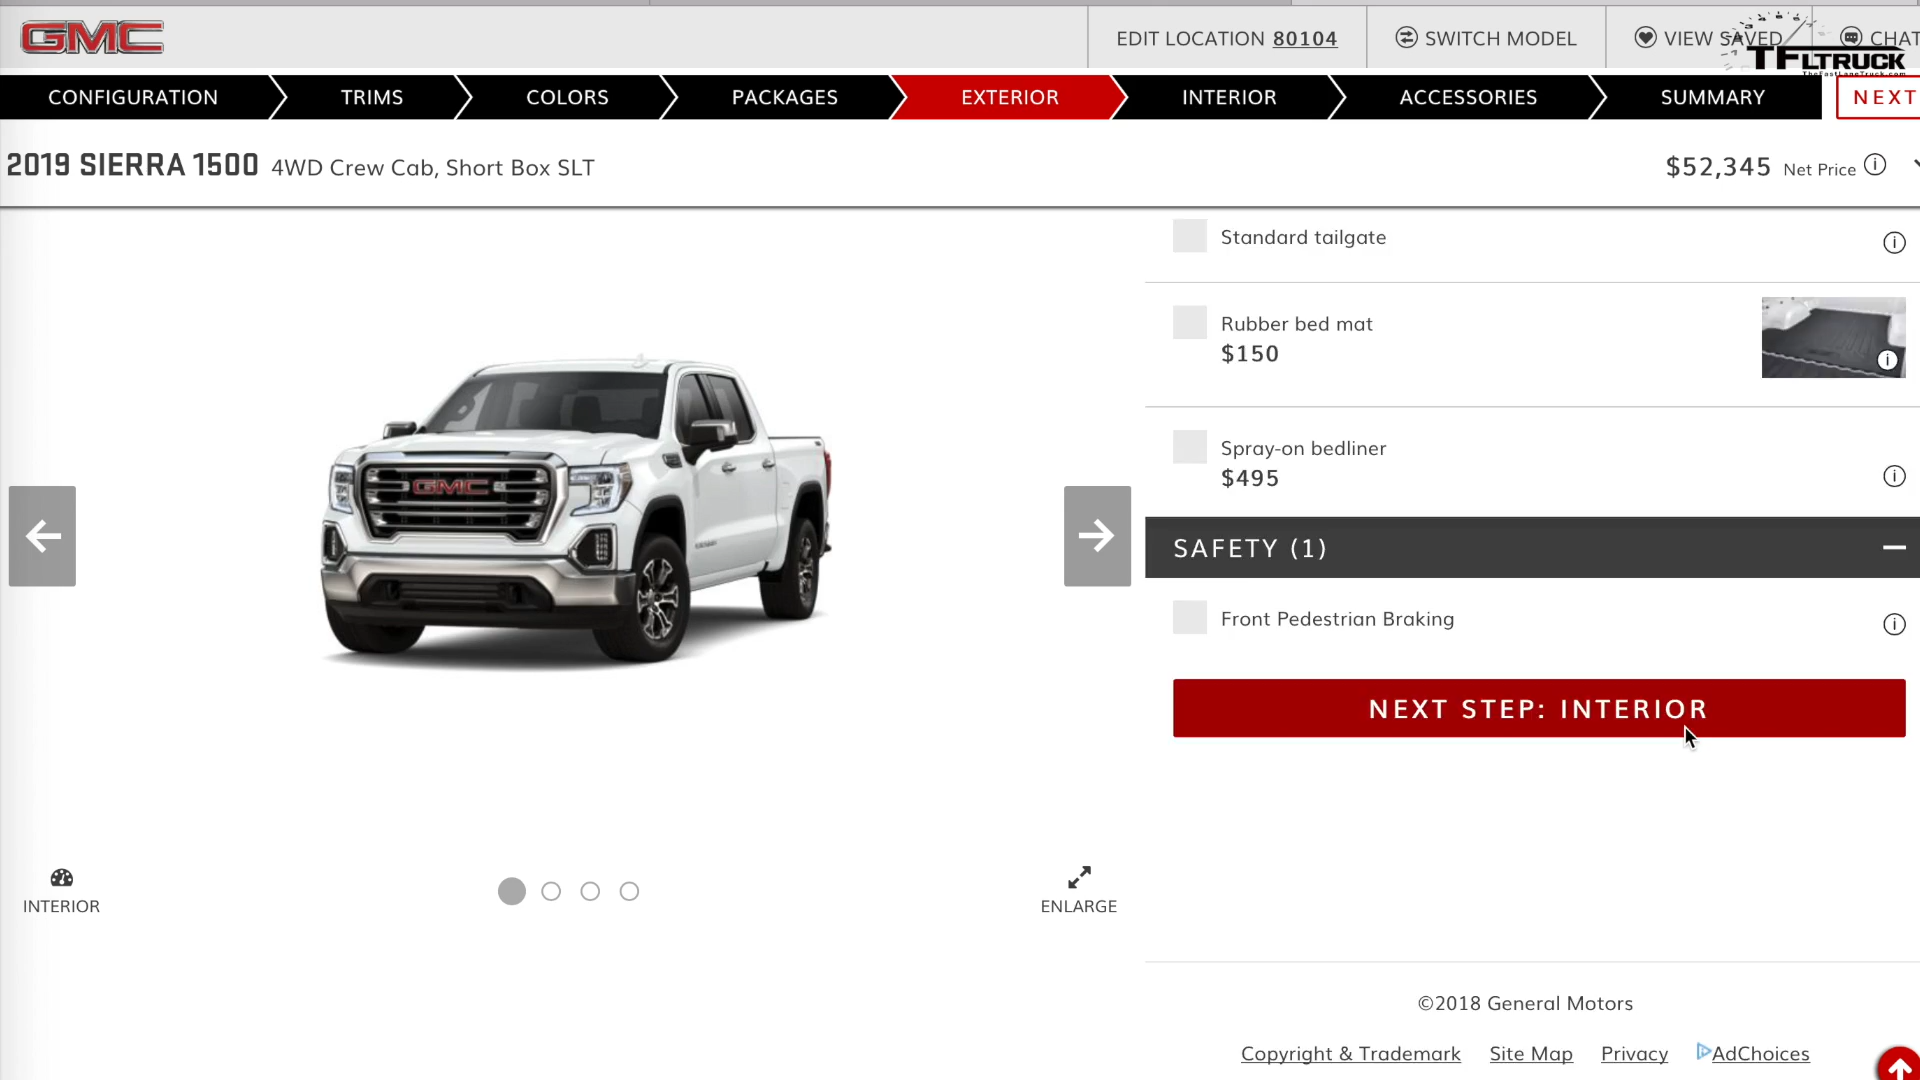 GMC
EDIT LOCATION 80104
SWITCH MODEL
VIEW SAVED
CHAT
TFLTRUCK
TheFastLaneTruck.com
CONFIGURATION
TRIMS
COLORS
PACKAGES
EXTERIOR
INTERIOR
ACCESSORIES
SUMMARY
NEXT
2019 SIERRA 1500 4WD Crew Cab, Short Box SLT
$52,345 Net Price
Standard tailgate
Rubber bed mat
$150
Spray-on bedliner
$495
SAFETY (1)
Front Pedestrian Braking
NEXT STEP: INTERIOR
GMC
INTERIOR
ENLARGE
©2018 General Motors
Copyright & Trademark
Site Map
Privacy
AdChoices